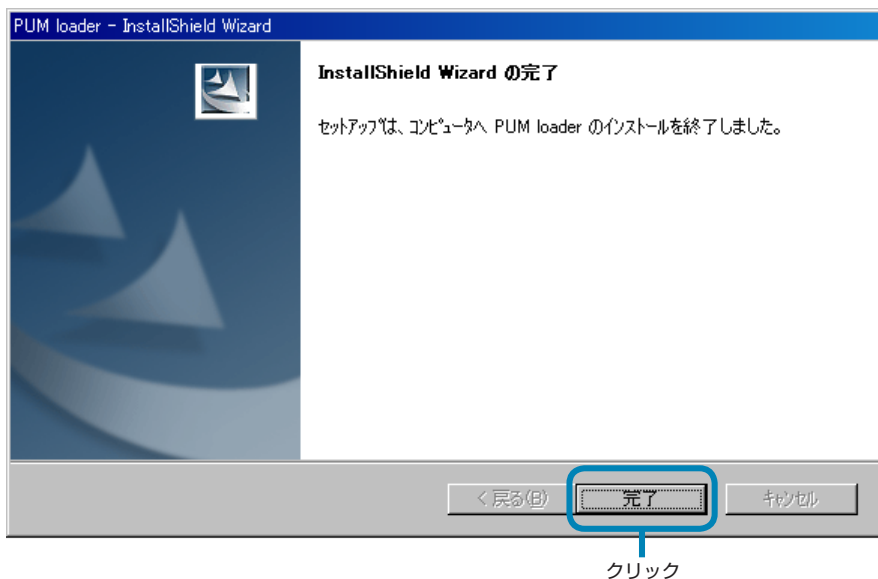 PUM loader - InstallShield Wizard
InstallShield Wizard の完了
セットアップは、コンピュータへ PUM loader のインストールを終了しました。
< 戻る(B)
完了
キャンセル
クリック